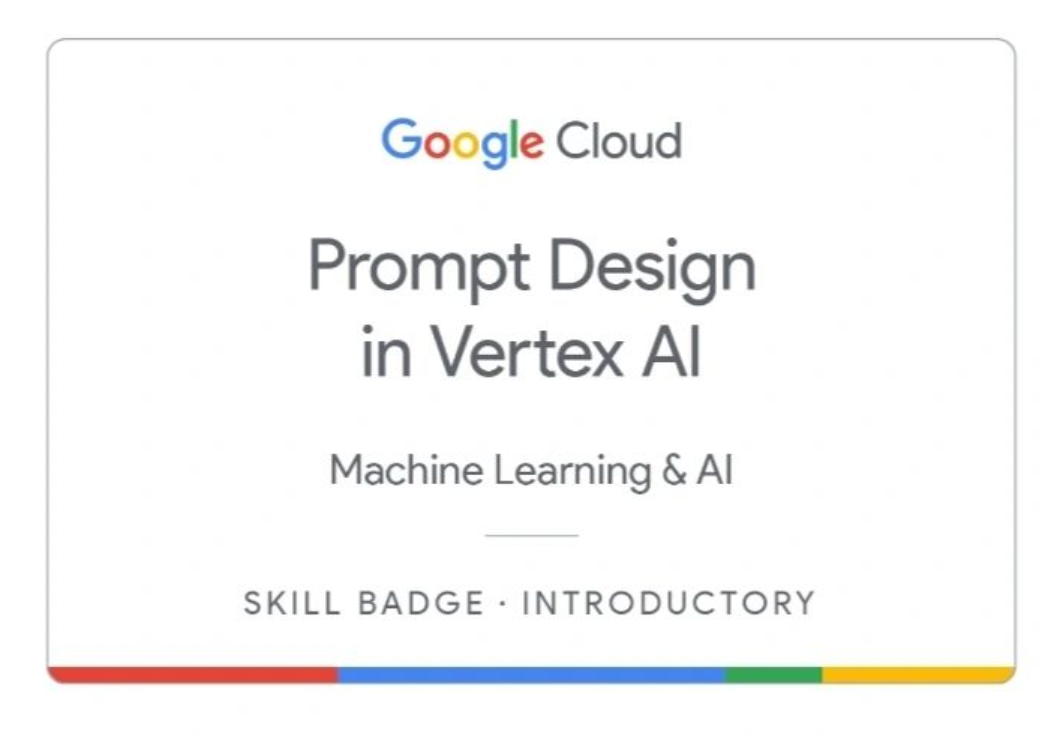 Google Cloud
Prompt Design
in Vertex AI
Machine Learning & AI
SKILL BADGE · INTRODUCTORY